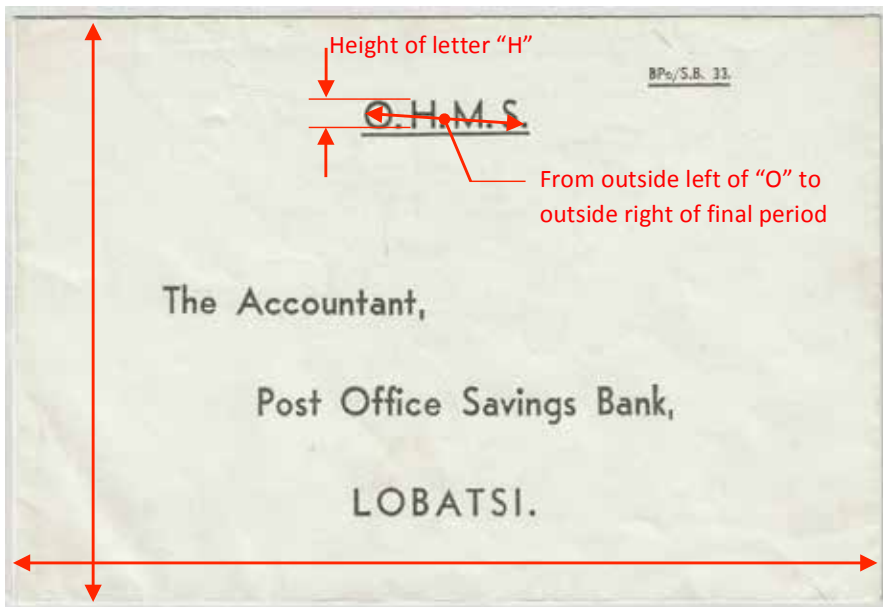 Height of letter “H”
BPo/S.B. 33.
O.H.M.S.
From outside left of “O” to
outside right of final period
The Accountant,
Post Office Savings Bank,
LOBATSI.